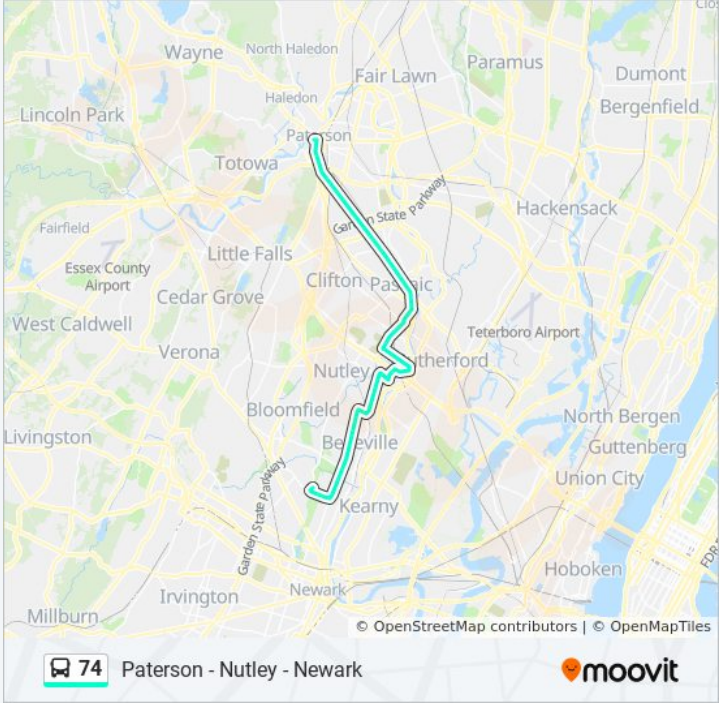 Clos
North Haledon
Wayne
Paramus
Fair Lawn
Dumont
Haledon
Bergenfield
Lincoln Park
Paterson
Totowa
Garden State Parkway
Hackensack
Fairfield
Little Falls
Essex County
Airport
Clifton
Passaic
Cedar Grove
West Caldwell
Teterboro Airport
Verona
Rutherford
Nutley
Bloomfield
North Bergen
Livingston
Belleville
Guttenberg
Union City
Garden State Parkway
Kearny
FDR
Hoboken
Newark
Irvington
Millburn
© OpenStreetMap contributors | © OpenMapTiles
74 Paterson - Nutley - Newark
moovit